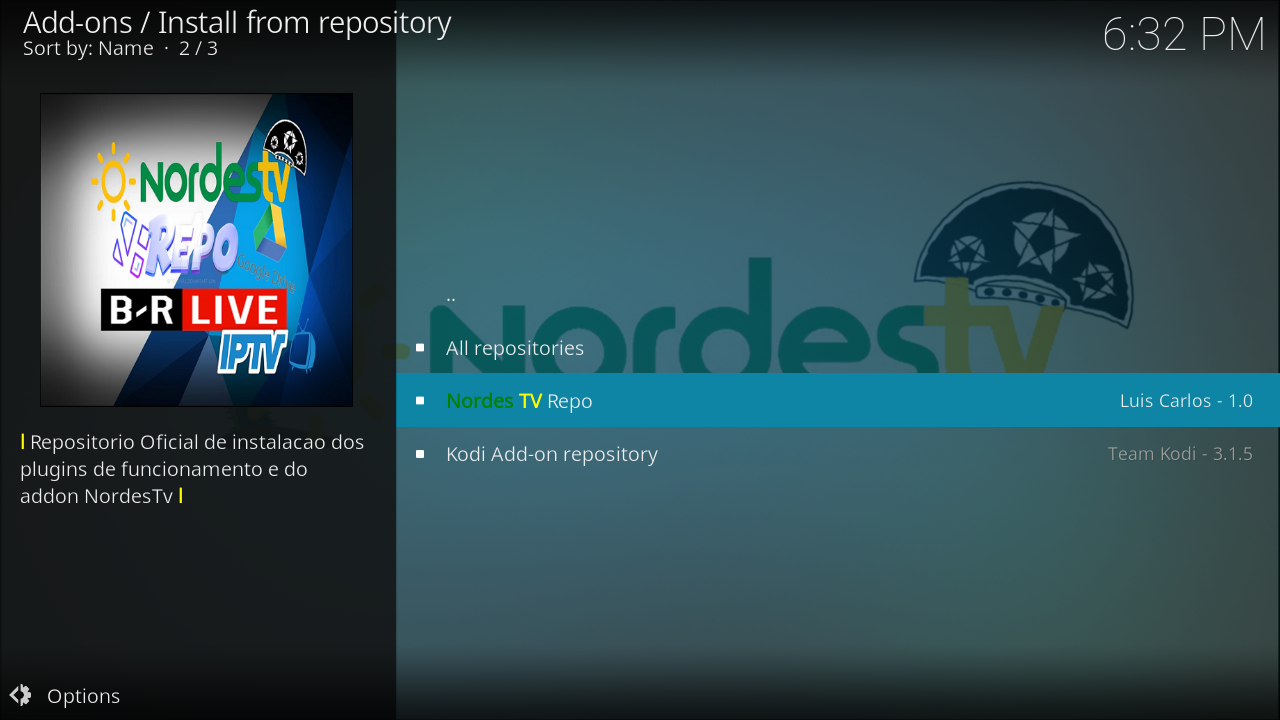 Add-ons / Install from repository
Sort by: Name · 2 / 3
6:32 PM
Nordestv
REPO
Google Drive
B-R LIVE
IPTV
| Repositorio Oficial de instalacao dos
plugins de funcionamento e do
addon NordesTv |
Nordestv
..
All repositories
Nordes TV Repo
Luis Carlos - 1.0
Kodi Add-on repository
Team Kodi - 3.1.5
Options